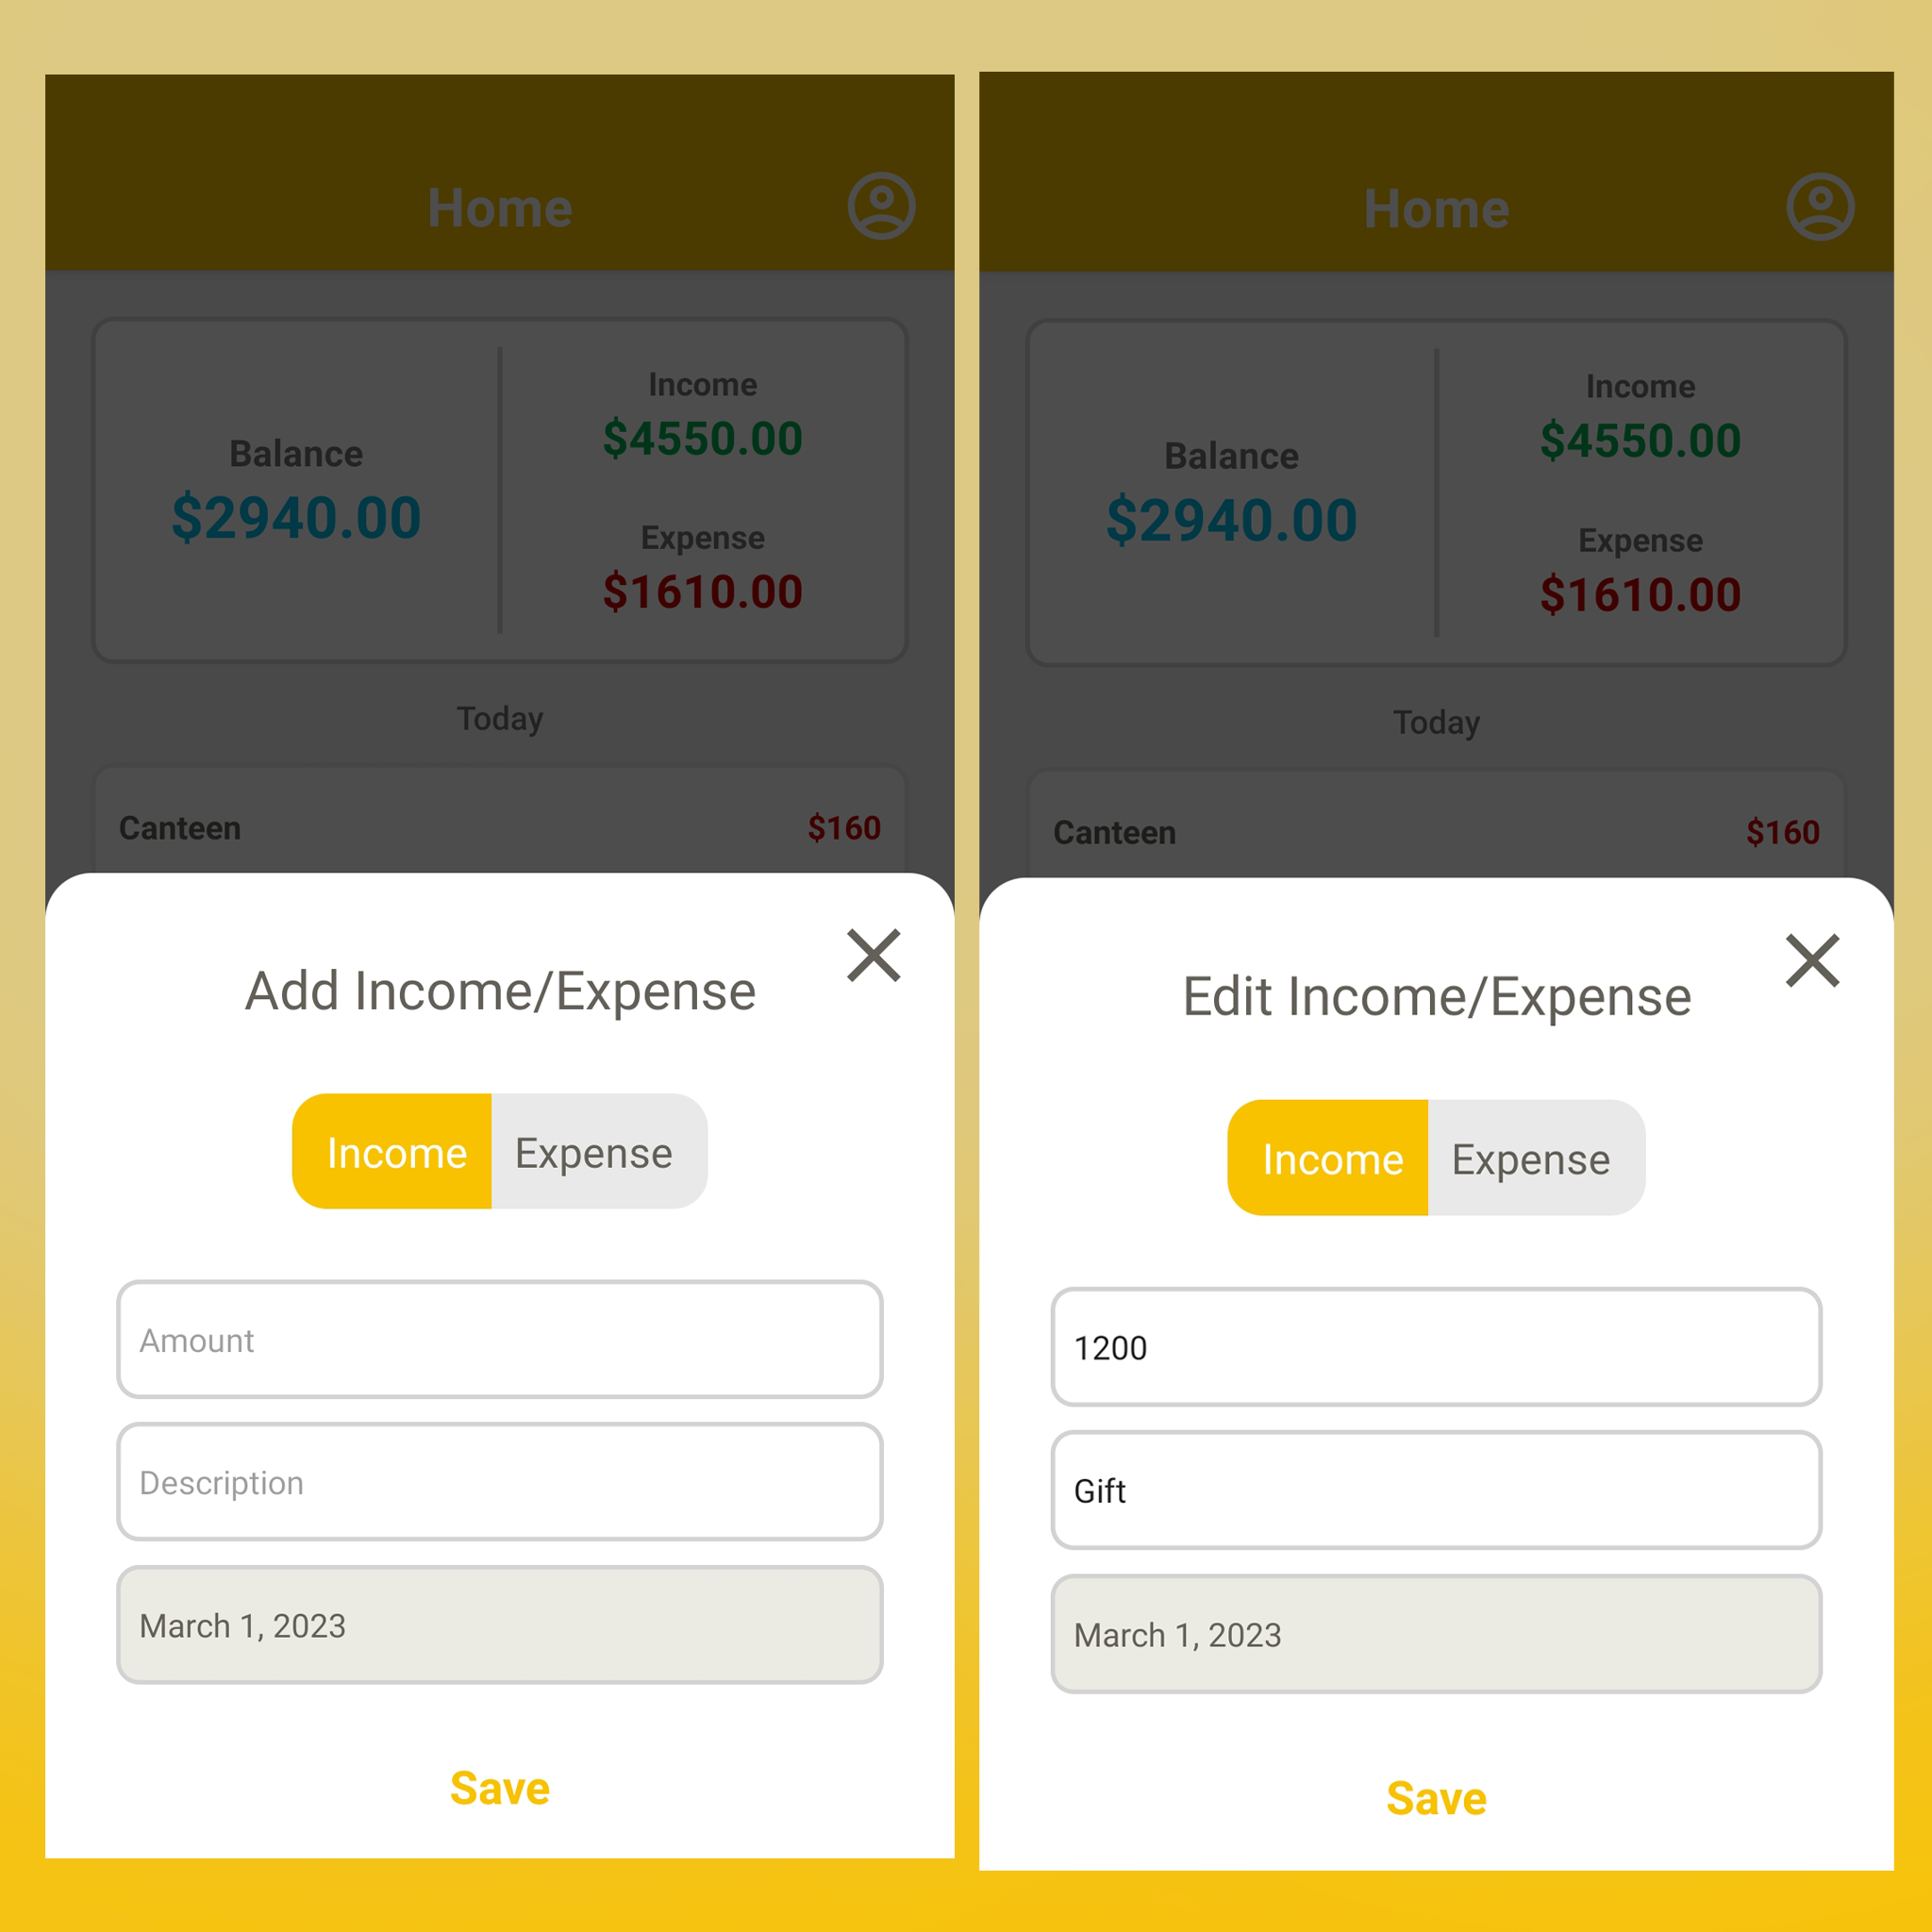 Home
Balance
$2940.00
Income
$4550.00
Expense
$1610.00
Today
Canteen $160
Add Income/Expense
Income Expense
Amount
Description
March 1, 2023
Save
Home
Balance
$2940.00
Income
$4550.00
Expense
$1610.00
Today
Canteen $160
Edit Income/Expense
Income Expense
1200
Gift
March 1, 2023
Save